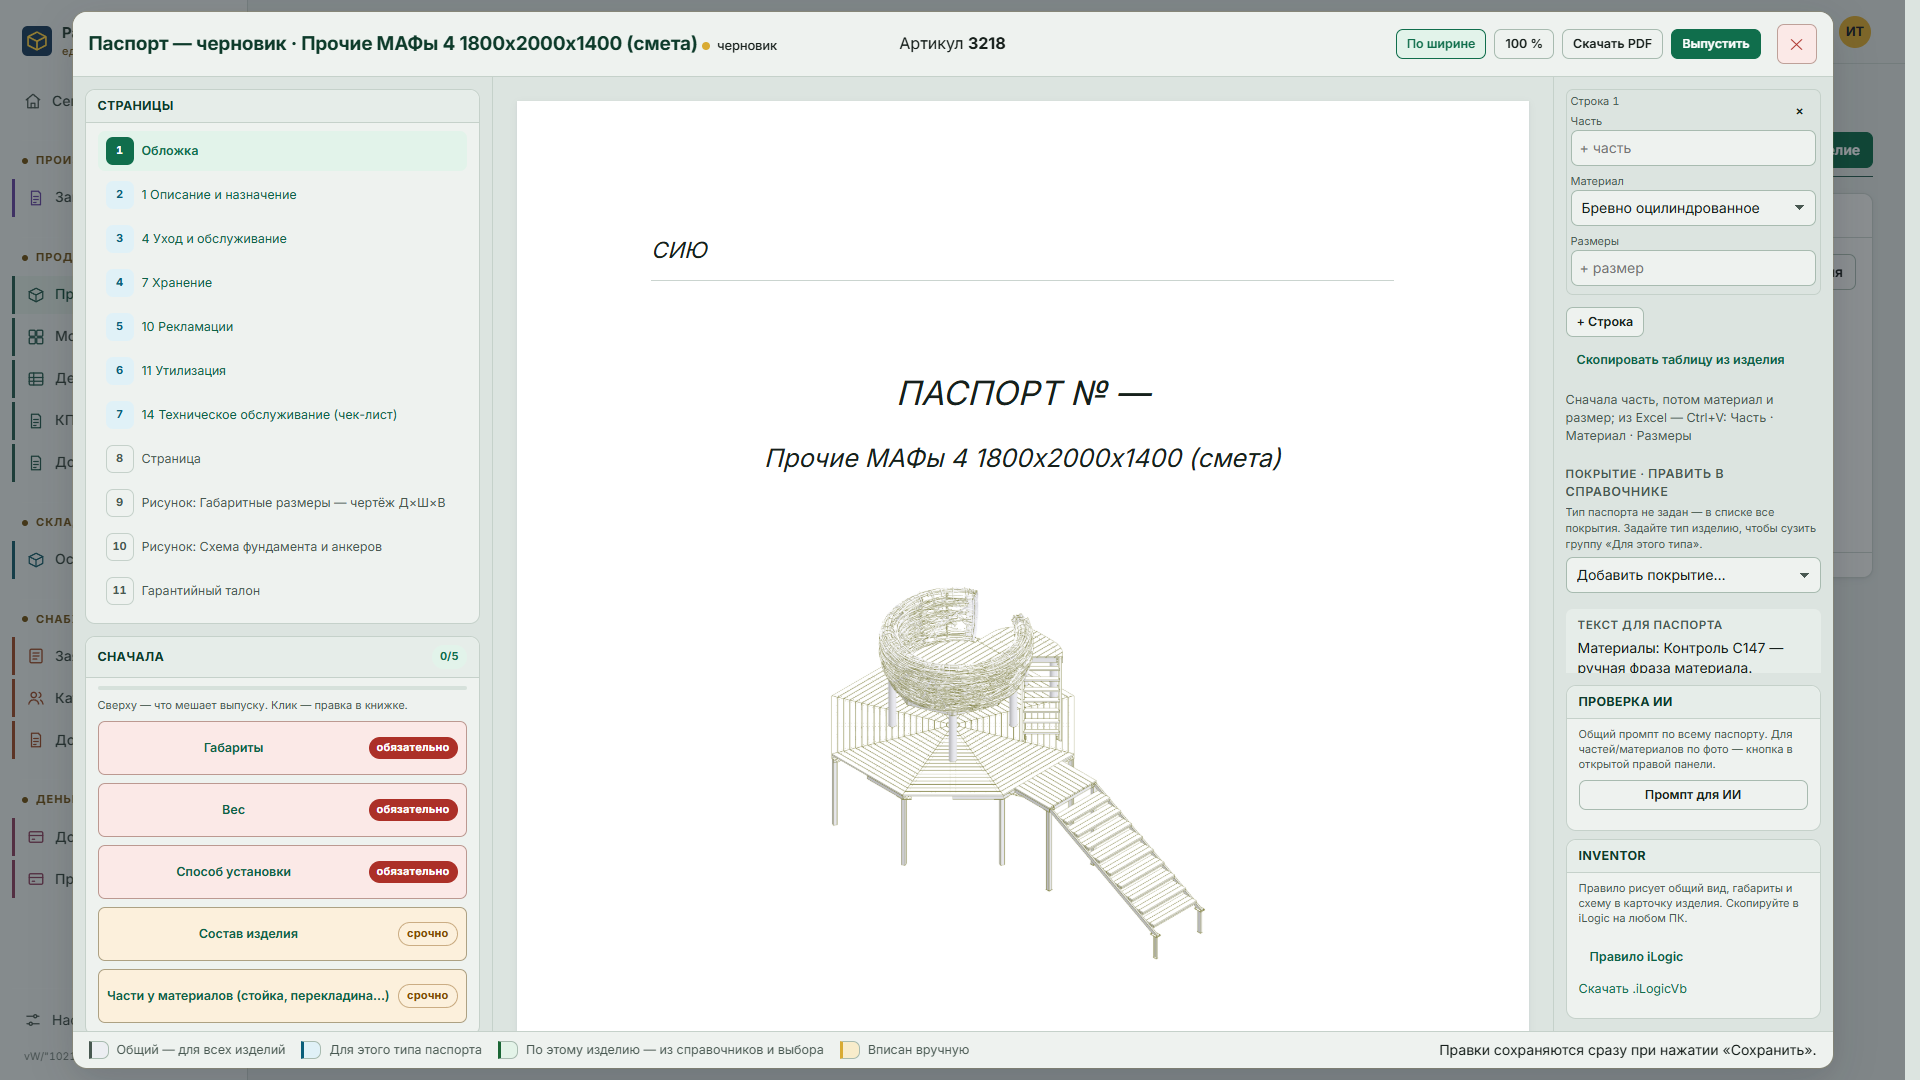 Паспорт — черновик · Прочие МАФы 4 1800х2000х1400 (смета) черновик
Артикул 3218
По ширине
100 %
Скачать PDF
Выпустить
ИТ
СТРАНИЦЫ
1 Обложка
2 1 Описание и назначение
3 4 Уход и обслуживание
4 7 Хранение
5 10 Рекламации
6 11 Утилизация
7 14 Техническое обслуживание (чек-лист)
8 Страница
9 Рисунок: Габаритные размеры — чертёж Д×Ш×В
10 Рисунок: Схема фундамента и анкеров
11 Гарантийный талон
СНАЧАЛА 0/5
Сверху — что мешает выпуску. Клик — правка в книжке.
Габариты обязательно
Вес обязательно
Способ установки обязательно
Состав изделия срочно
Части у материалов (стойка, перекладина…) срочно
СИЮ
ПАСПОРТ № —
Прочие МАФы 4 1800х2000х1400 (смета)
Строка 1
×
Часть
+ часть
Материал
Бревно оцилиндрованное
Размеры
+ размер
+ Строка
Скопировать таблицу из изделия
Сначала часть, потом материал и
размер; из Excel — Ctrl+V: Часть ·
Материал · Размеры
ПОКРЫТИЕ · ПРАВИТЬ В
СПРАВОЧНИКЕ
Тип паспорта не задан — в списке все
покрытия. Задайте тип изделию, чтобы сузить
группу «Для этого типа».
Добавить покрытие…
ТЕКСТ ДЛЯ ПАСПОРТА
Материалы: Контроль С147 —
ручная фраза материала.
ПРОВЕРКА ИИ
Общий промпт по всему паспорту. Для
частей/материалов по фото — кнопка в
открытой правой панели.
Промпт для ИИ
INVENTOR
Правило рисует общий вид, габариты и
схему в карточку изделия. Скопируйте в
iLogic на любом ПК.
Правило iLogic
Скачать .iLogicVb
Общий — для всех изделий
Для этого типа паспорта
По этому изделию — из справочников и выбора
Вписан вручную
Правки сохраняются сразу при нажатии «Сохранить».